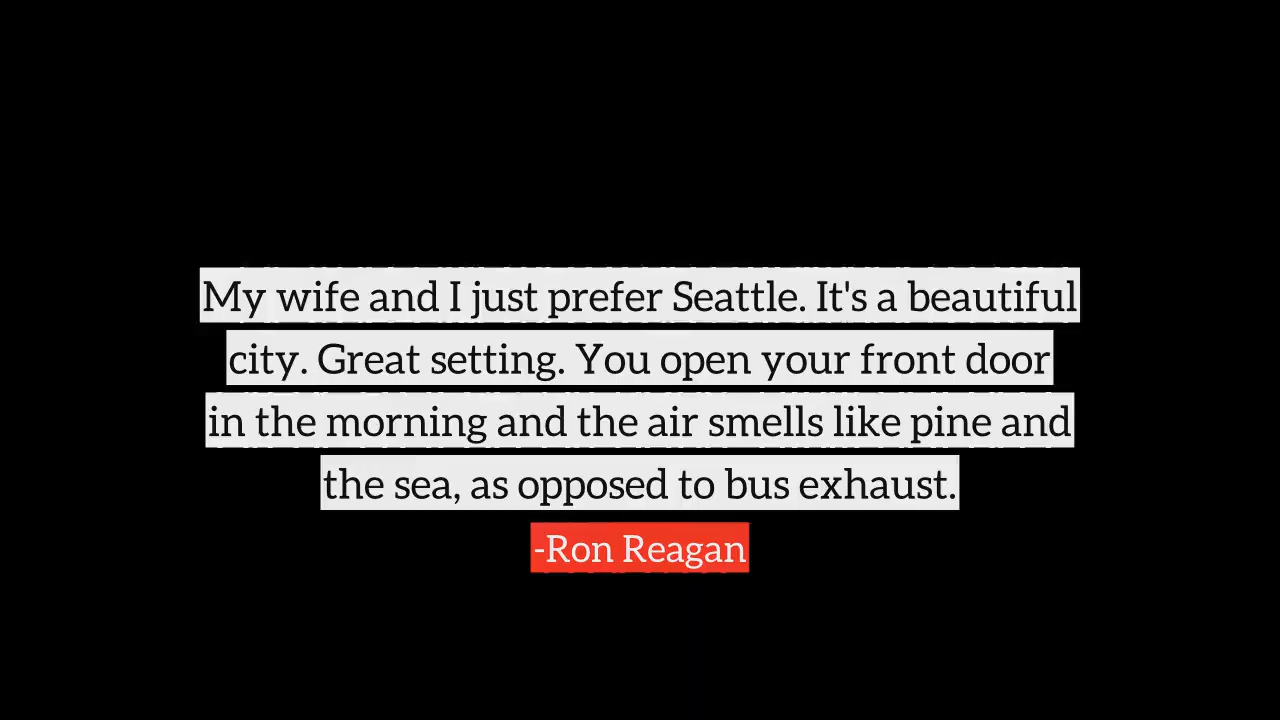 My wife and I just prefer Seattle. It's a beautiful
city. Great setting. You open your front door
in the morning and the air smells like pine and
the sea, as opposed to bus exhaust.
-Ron Reagan